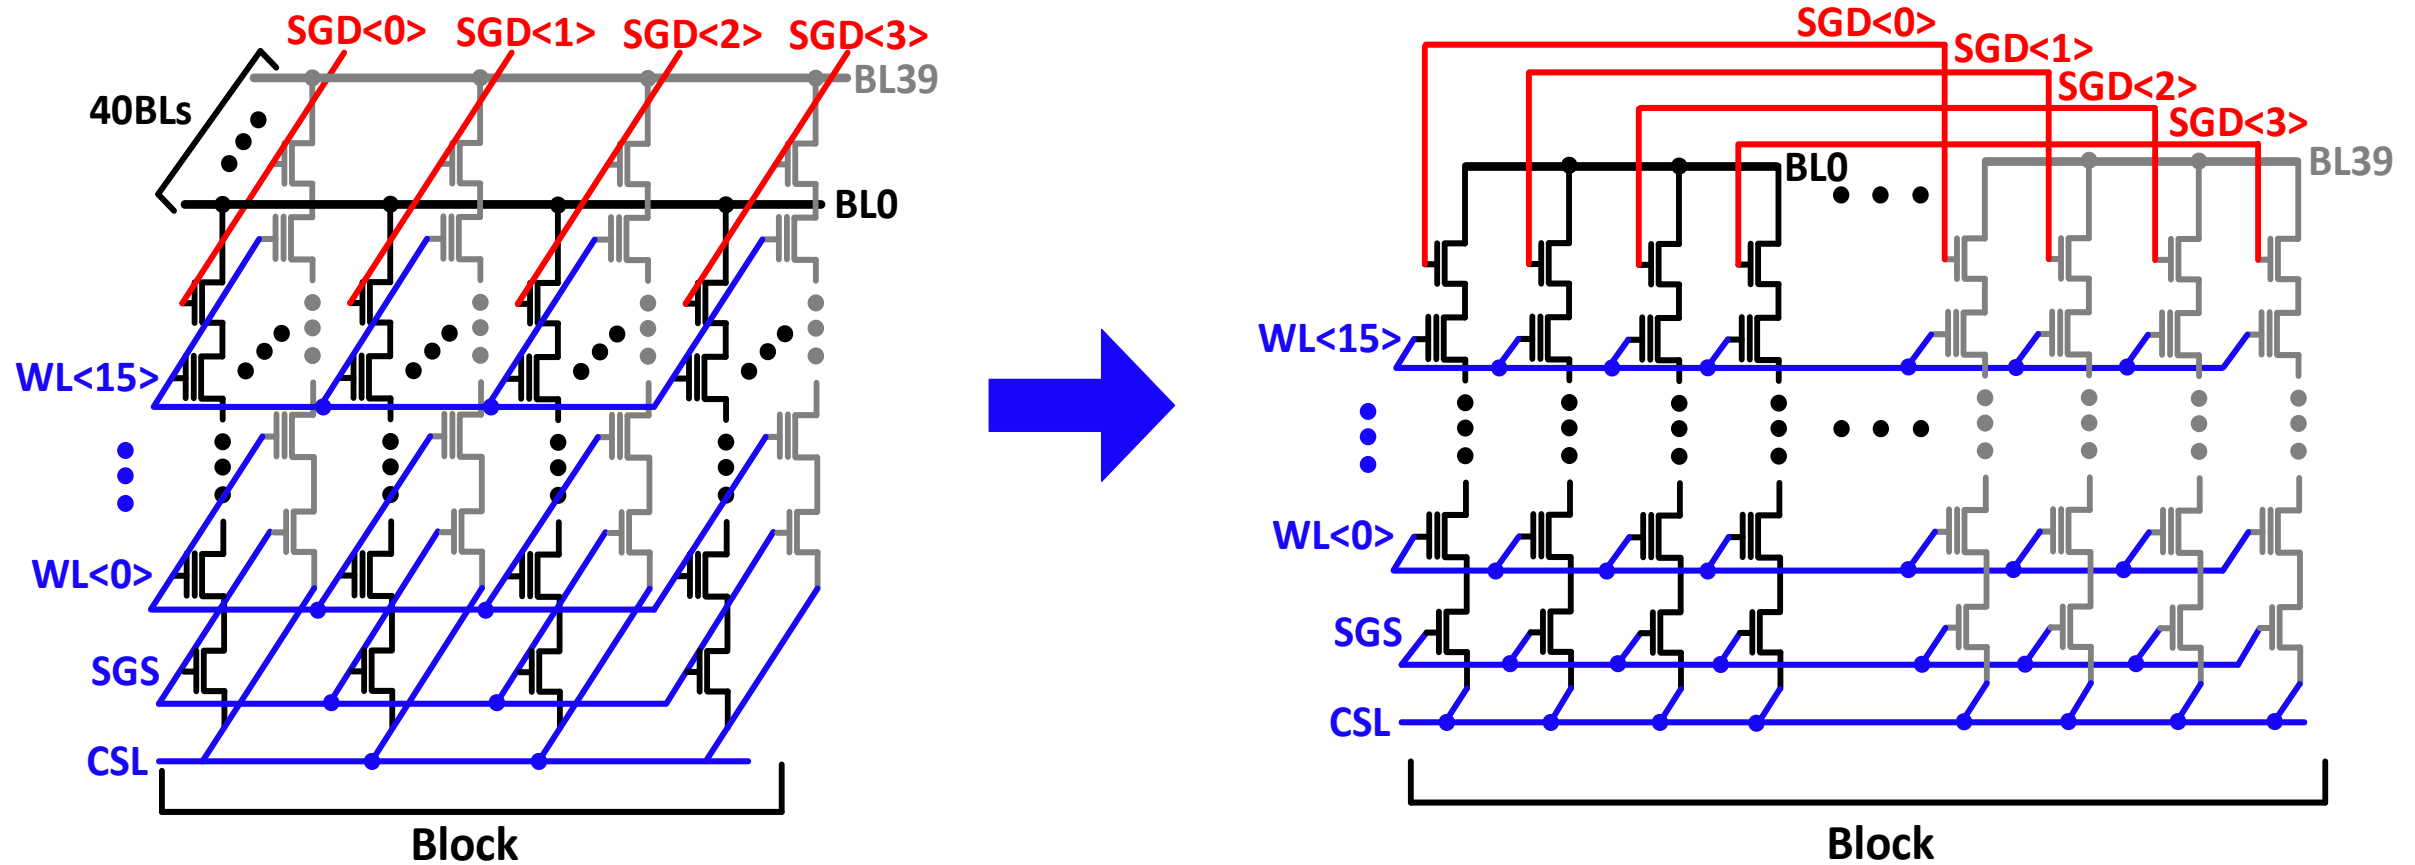 SGD<0>
SGD<1>
SGD<2>
SGD<3>
BL39
40BLs
BL0
WL<15>
WL<0>
SGS
CSL
Block
SGD<0>
SGD<1>
SGD<2>
SGD<3>
BL0
BL39
WL<15>
WL<0>
SGS
CSL
Block